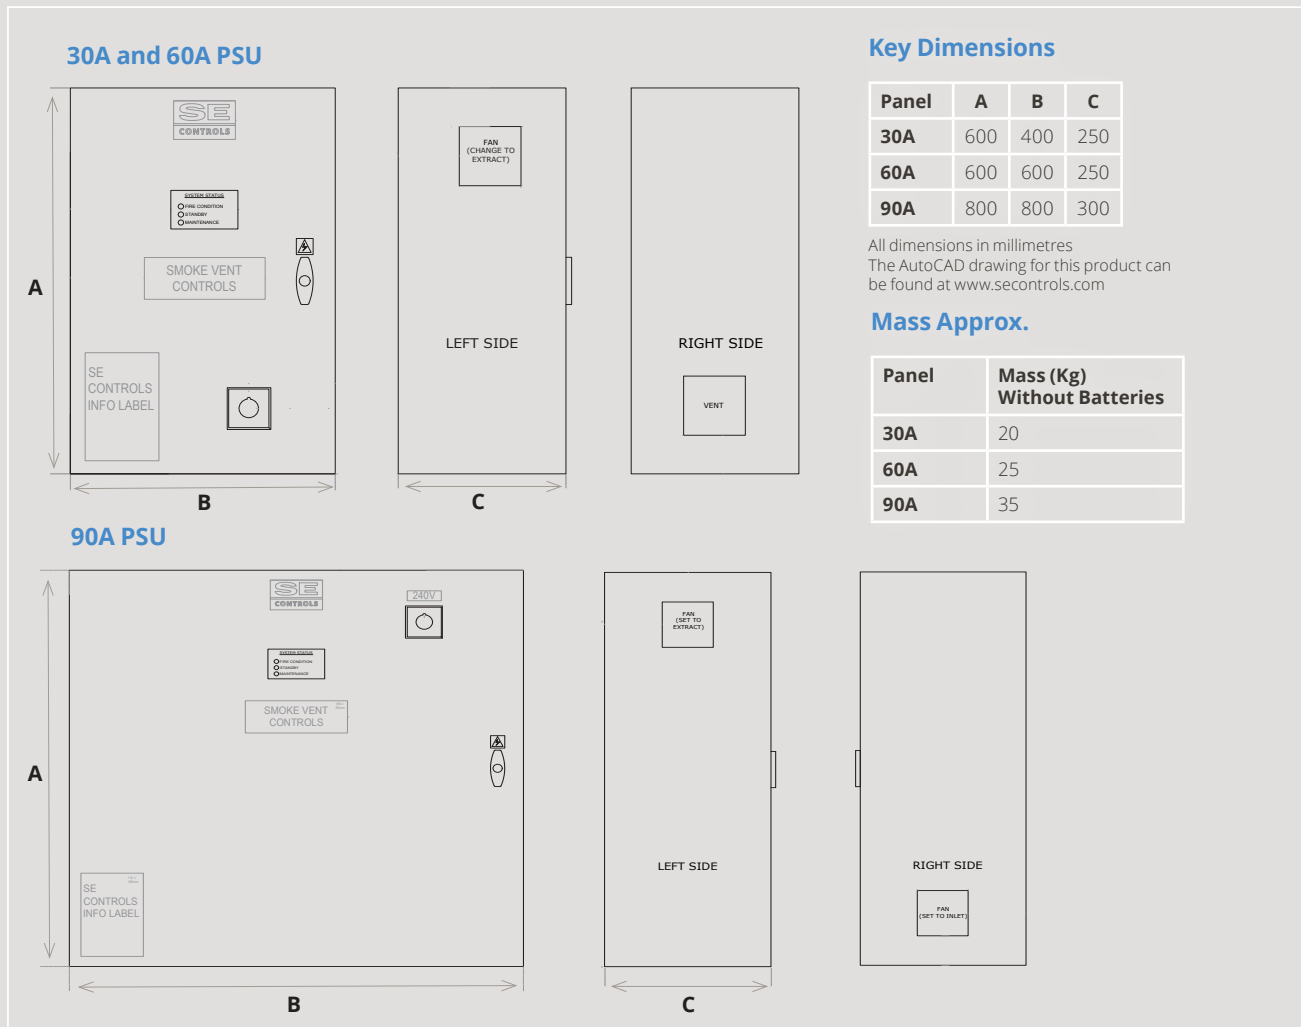 30A and 60A PSU
SE
CONTROLS
SYSTEM STATUS
FIRE CONDITION
STANDBY
MAINTENANCE
SMOKE VENT
CONTROLS
SE
CONTROLS
INFO LABEL
A
B
FAN
(CHANGE TO
EXTRACT)
LEFT SIDE
C
RIGHT SIDE
VENT
Key Dimensions
Panel A B C
30A 600 400 250
60A 600 600 250
90A 800 800 300
All dimensions in millimetres
The AutoCAD drawing for this product can
be found at www.secontrols.com
Mass Approx.
Panel Mass (Kg)
Without Batteries
30A 20
60A 25
90A 35
90A PSU
SE
CONTROLS
240V
SYSTEM STATUS
FIRE CONDITION
STANDBY
MAINTENANCE
SMOKE VENT
CONTROLS
SE
CONTROLS
INFO LABEL
A
B
FAN
(SET TO
EXTRACT)
LEFT SIDE
C
RIGHT SIDE
FAN
(SET TO INLET)